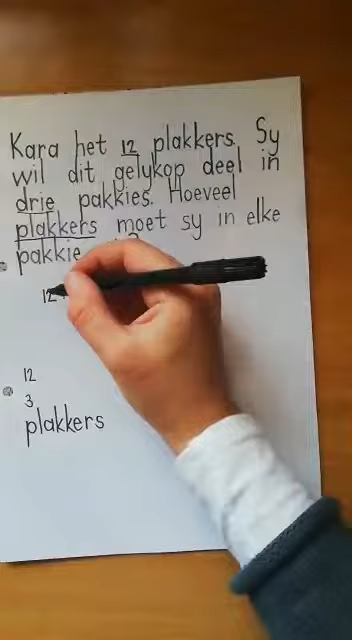 Kara het 12 plakkers. Sy
wil dit gelykop deel in
drie pakkies. Hoeveel
plakkers moet sy in elke
pakkie
12
12
3
plakkers